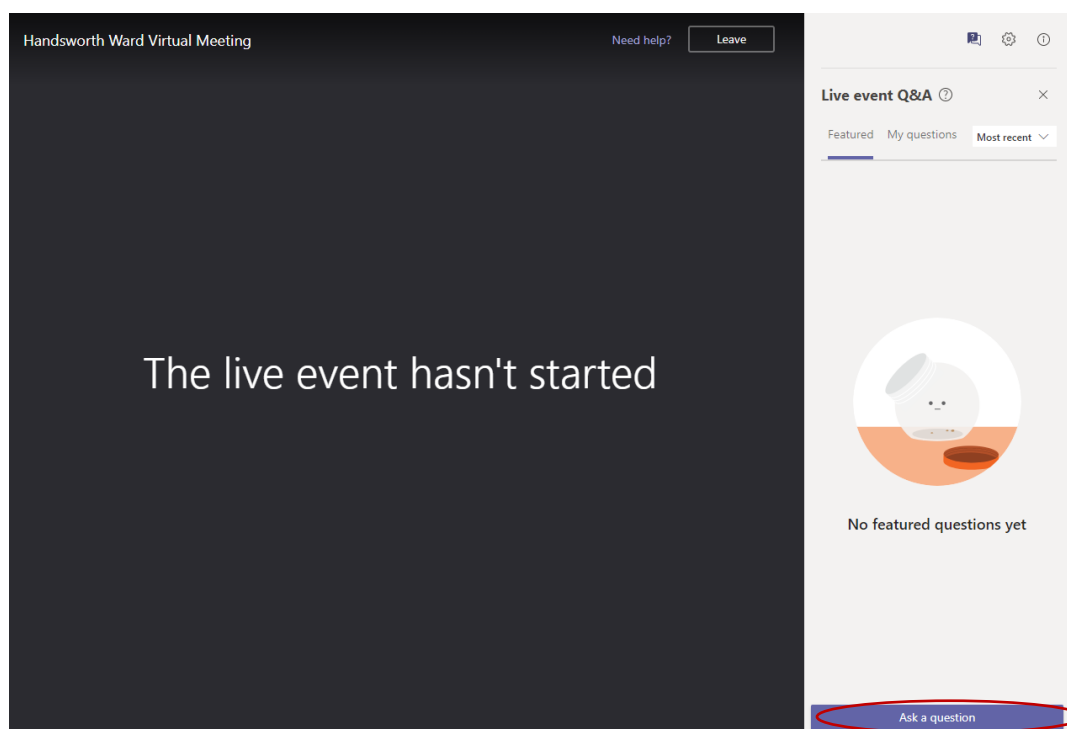 Handsworth Ward Virtual Meeting
Need help?
Leave
Live event Q&A
Featured
My questions
Most recent
The live event hasn't started
No featured questions yet
Ask a question